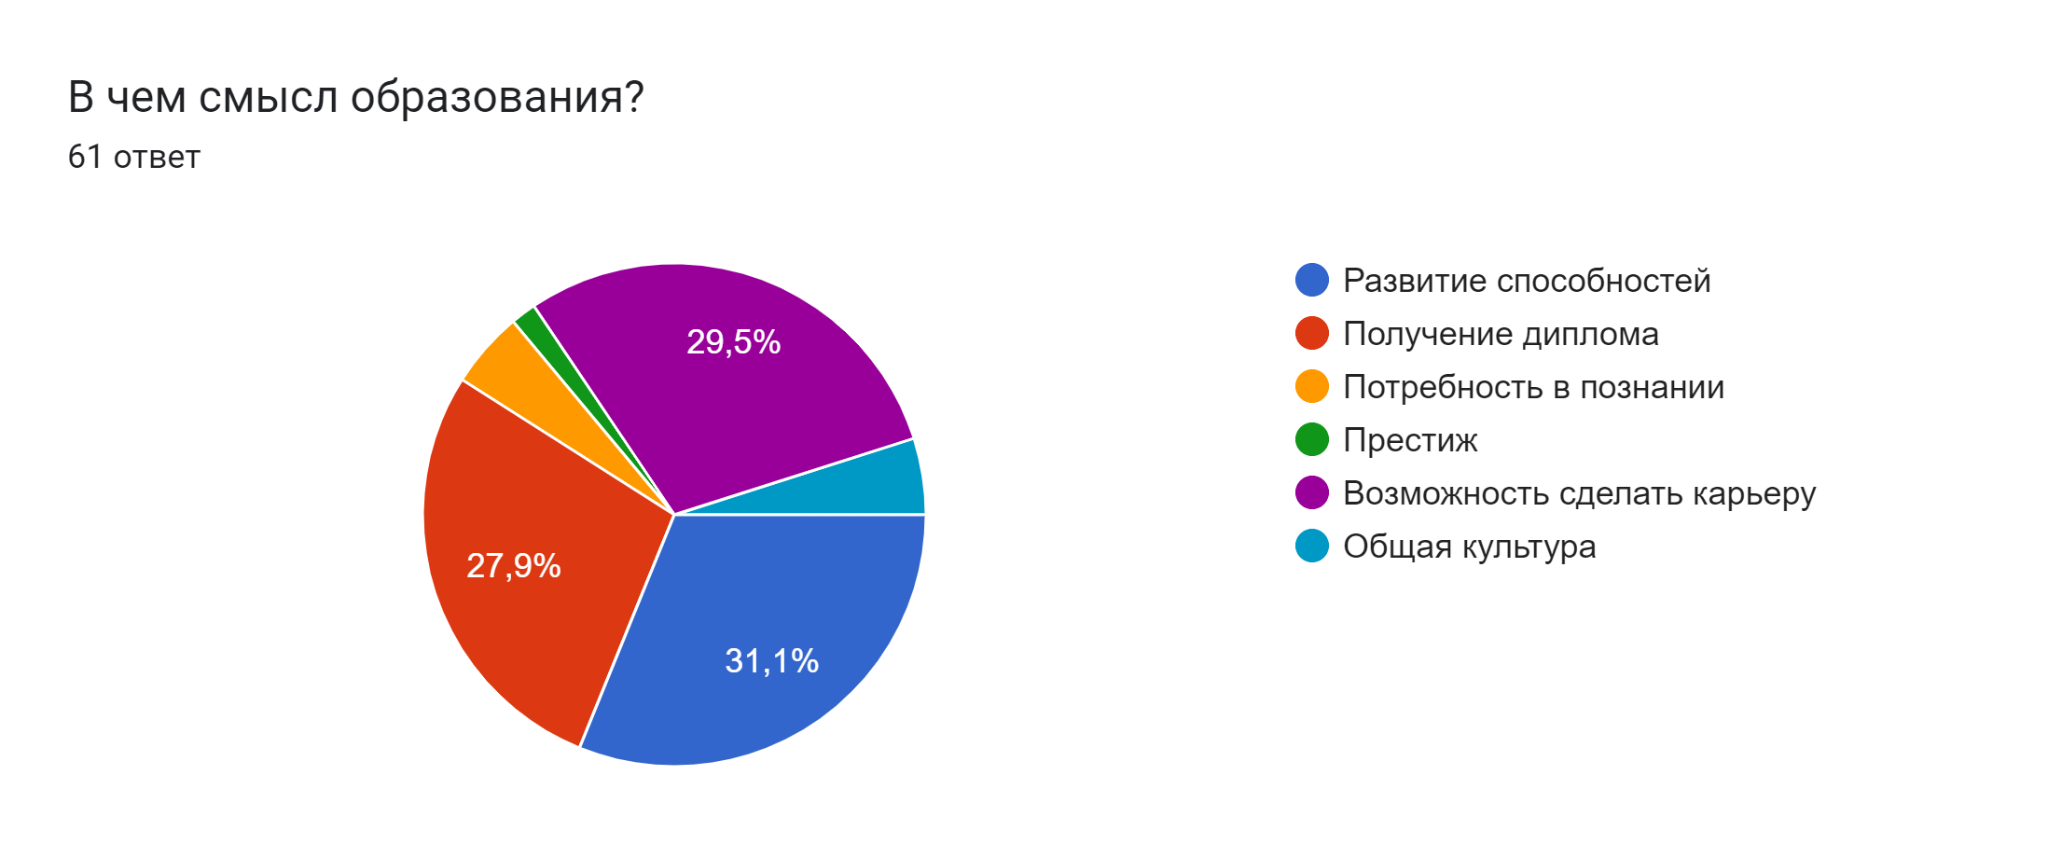 В чем смысл образования?
61 ответ
29,5%
27,9%
31,1%
Развитие способностей
Получение диплома
Потребность в познании
Престиж
Возможность сделать карьеру
Общая культура